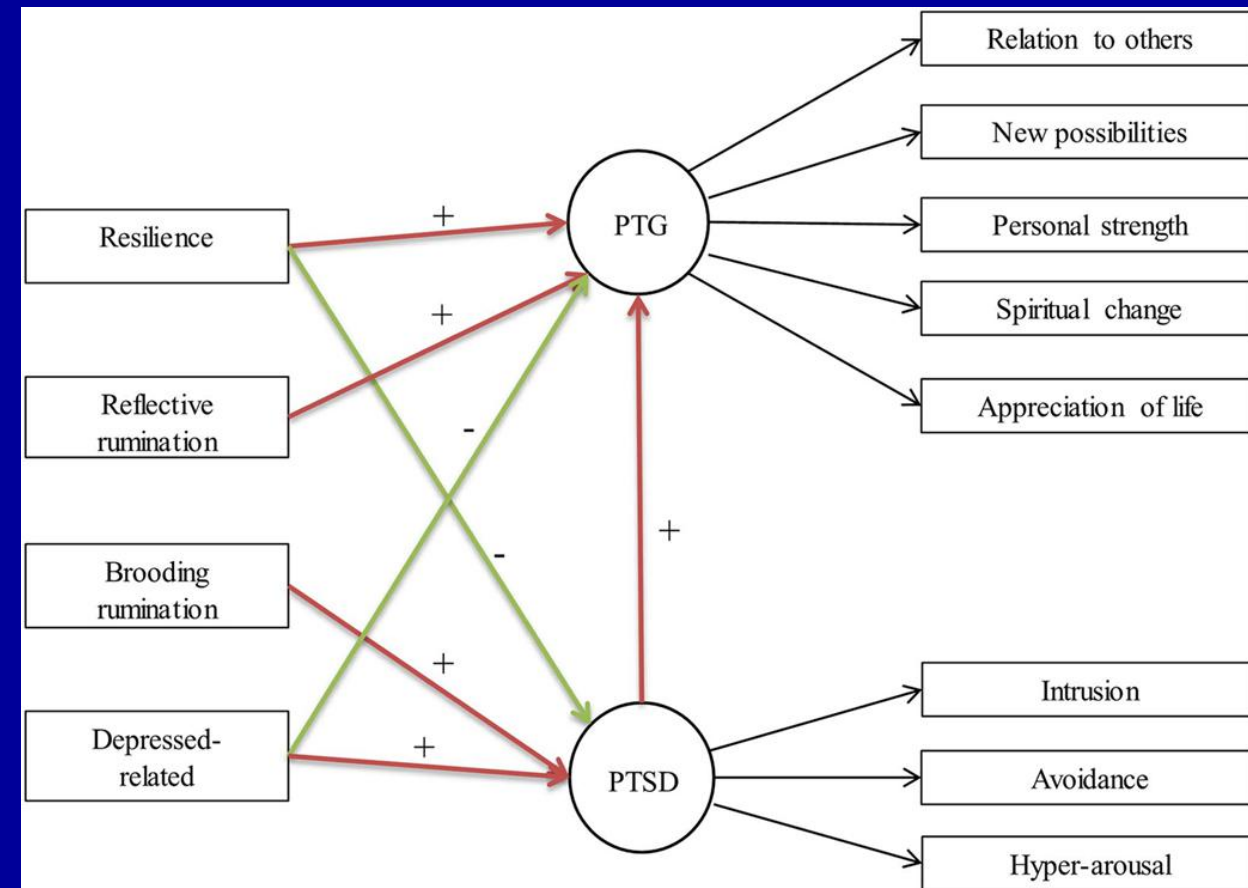 Relation to others
New possibilities
Resilience
+
PTG
Personal strength
+
Spiritual change
Reflective
rumination
Appreciation of life
-
+
-
Brooding
rumination
+
Intrusion
Depressed-
related
+
PTSD
Avoidance
Hyper-arousal